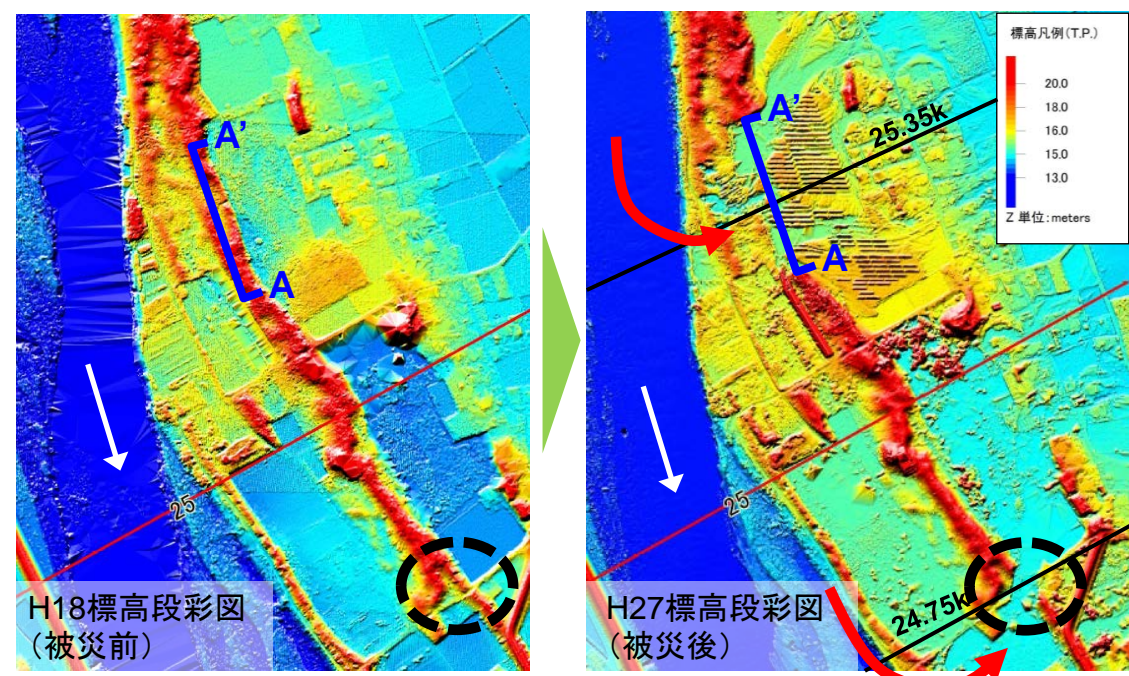 A’
A
25
H18標高段彩図
（被災前）
標高凡例（T.P.）
20.0
18.0
16.0
15.0
13.0
Z 単位：meters
A’
25.35k
A
25
24.75k
H27標高段彩図
（被災後）